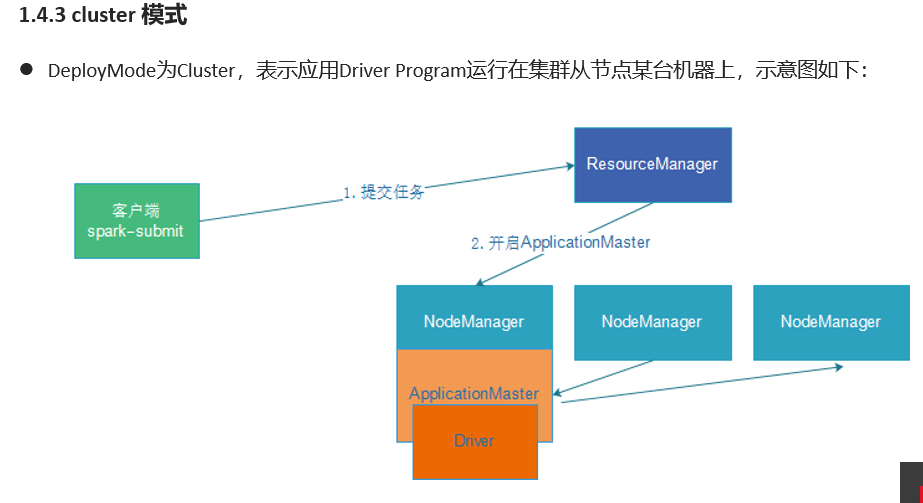 1.4.3 cluster 模式
● DeployMode为Cluster，表示应用Driver Program运行在集群从节点某台机器上，示意图如下：
ResourceManager
1. 提交任务
客户端
spark-submit
2. 开启ApplicationMaster
NodeManager
NodeManager
NodeManager
ApplicationMaster
Driver